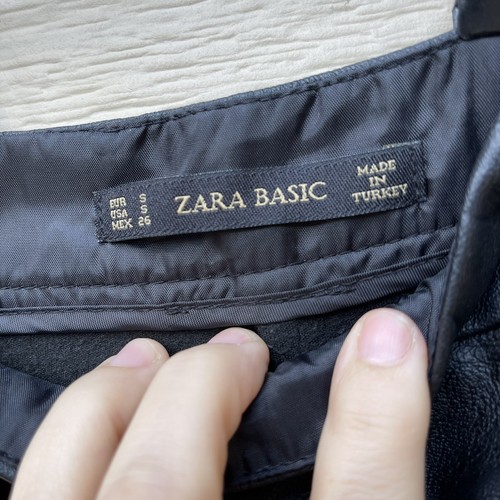 EUR S
USA S
MEX 26
ZARA BASIC
MADE
IN
TURKEY